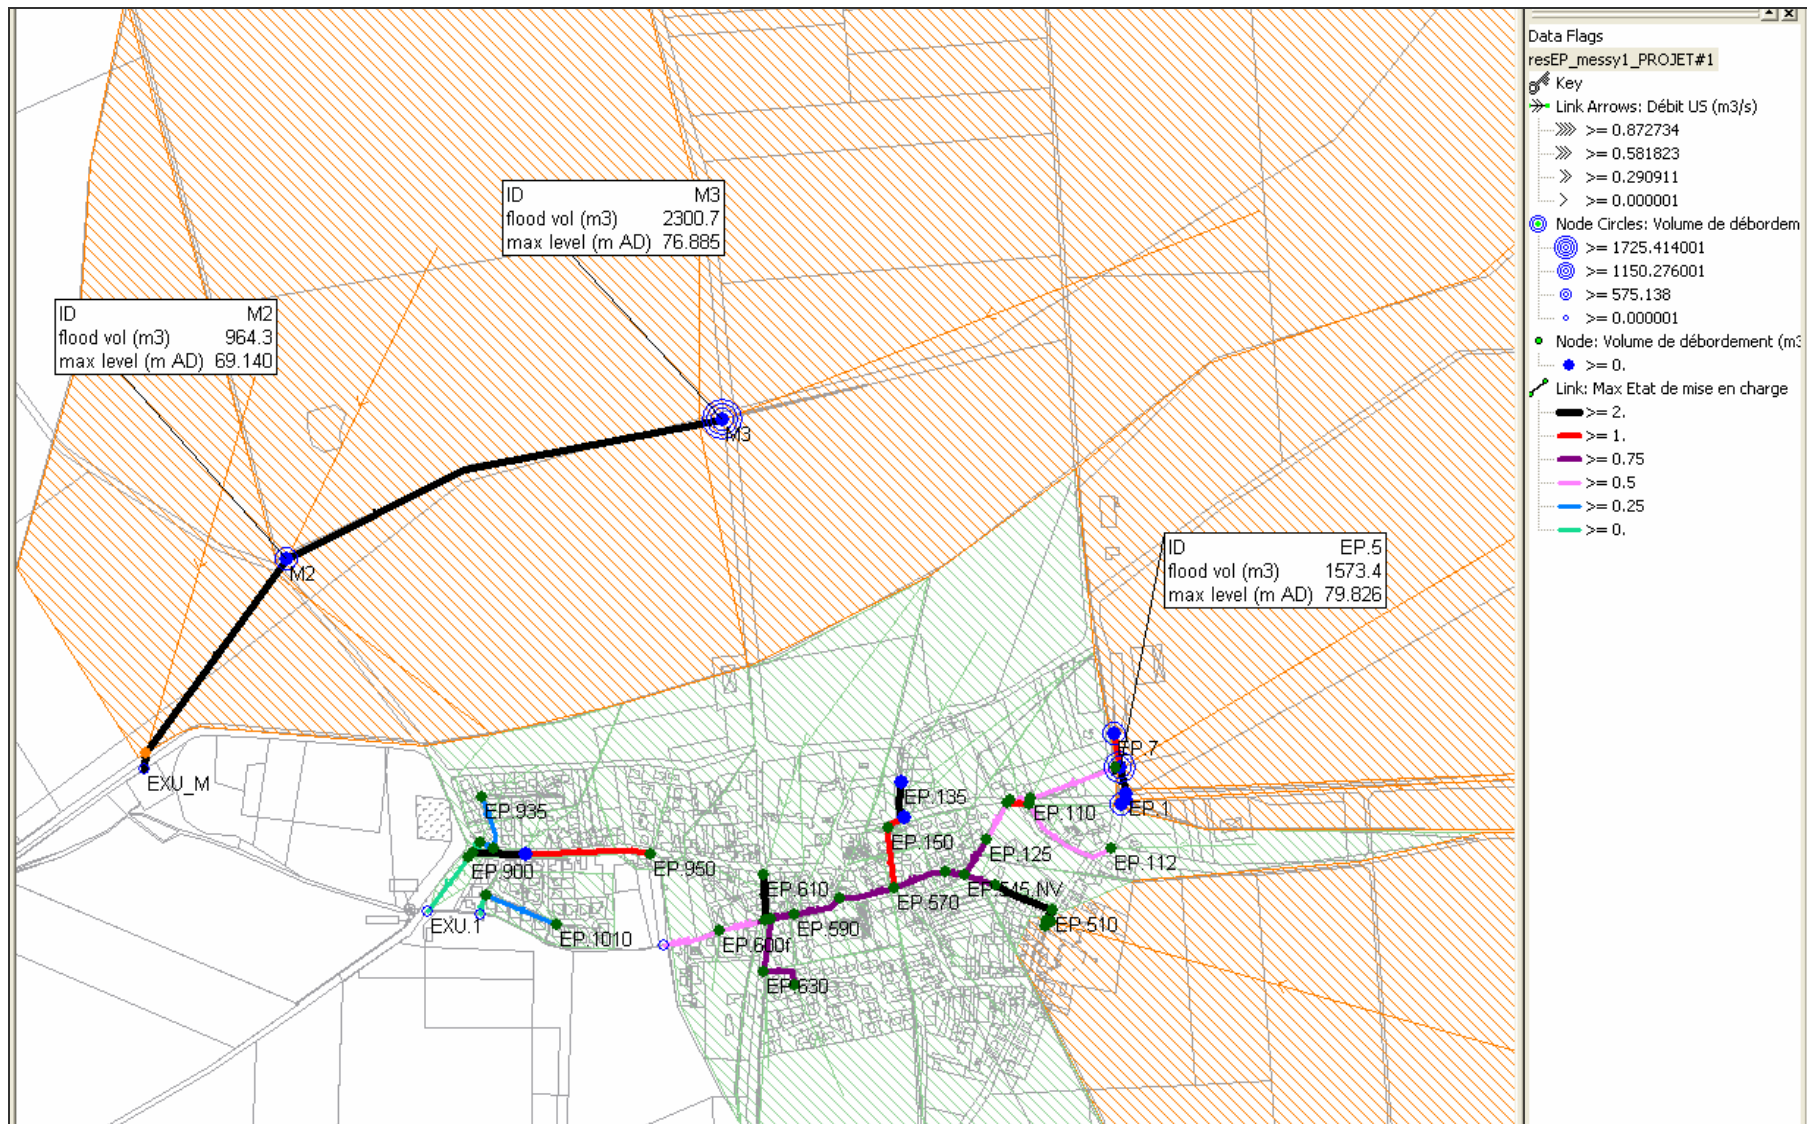 ID M3
flood vol (m3) 2300.7
max level (m AD) 76.885
ID M2
flood vol (m3) 964.3
max level (m AD) 69.140
ID EP.5
flood vol (m3) 1573.4
max level (m AD) 79.826
M3
M2
EXU_M
EP.7
EP.1
EP.935
EP.135
EP.110
EP.150
EP.125
EP.112
EP.900
EP.950
EP.610
EP.545.NV
EP.570
EXU.1
EP.1010
EP.600f
EP.590
EP.510
EP.630
Data Flags
resEP_messy1_PROJET#1
Key
Link Arrows: Débit US (m3/s)
>= 0.872734
>= 0.581823
>= 0.290911
>= 0.000001
Node Circles: Volume de débordem
>= 1725.414001
>= 1150.276001
>= 575.138
>= 0.000001
Node: Volume de débordement (m3
>= 0.
Link: Max Etat de mise en charge
>= 2.
>= 1.
>= 0.75
>= 0.5
>= 0.25
>= 0.